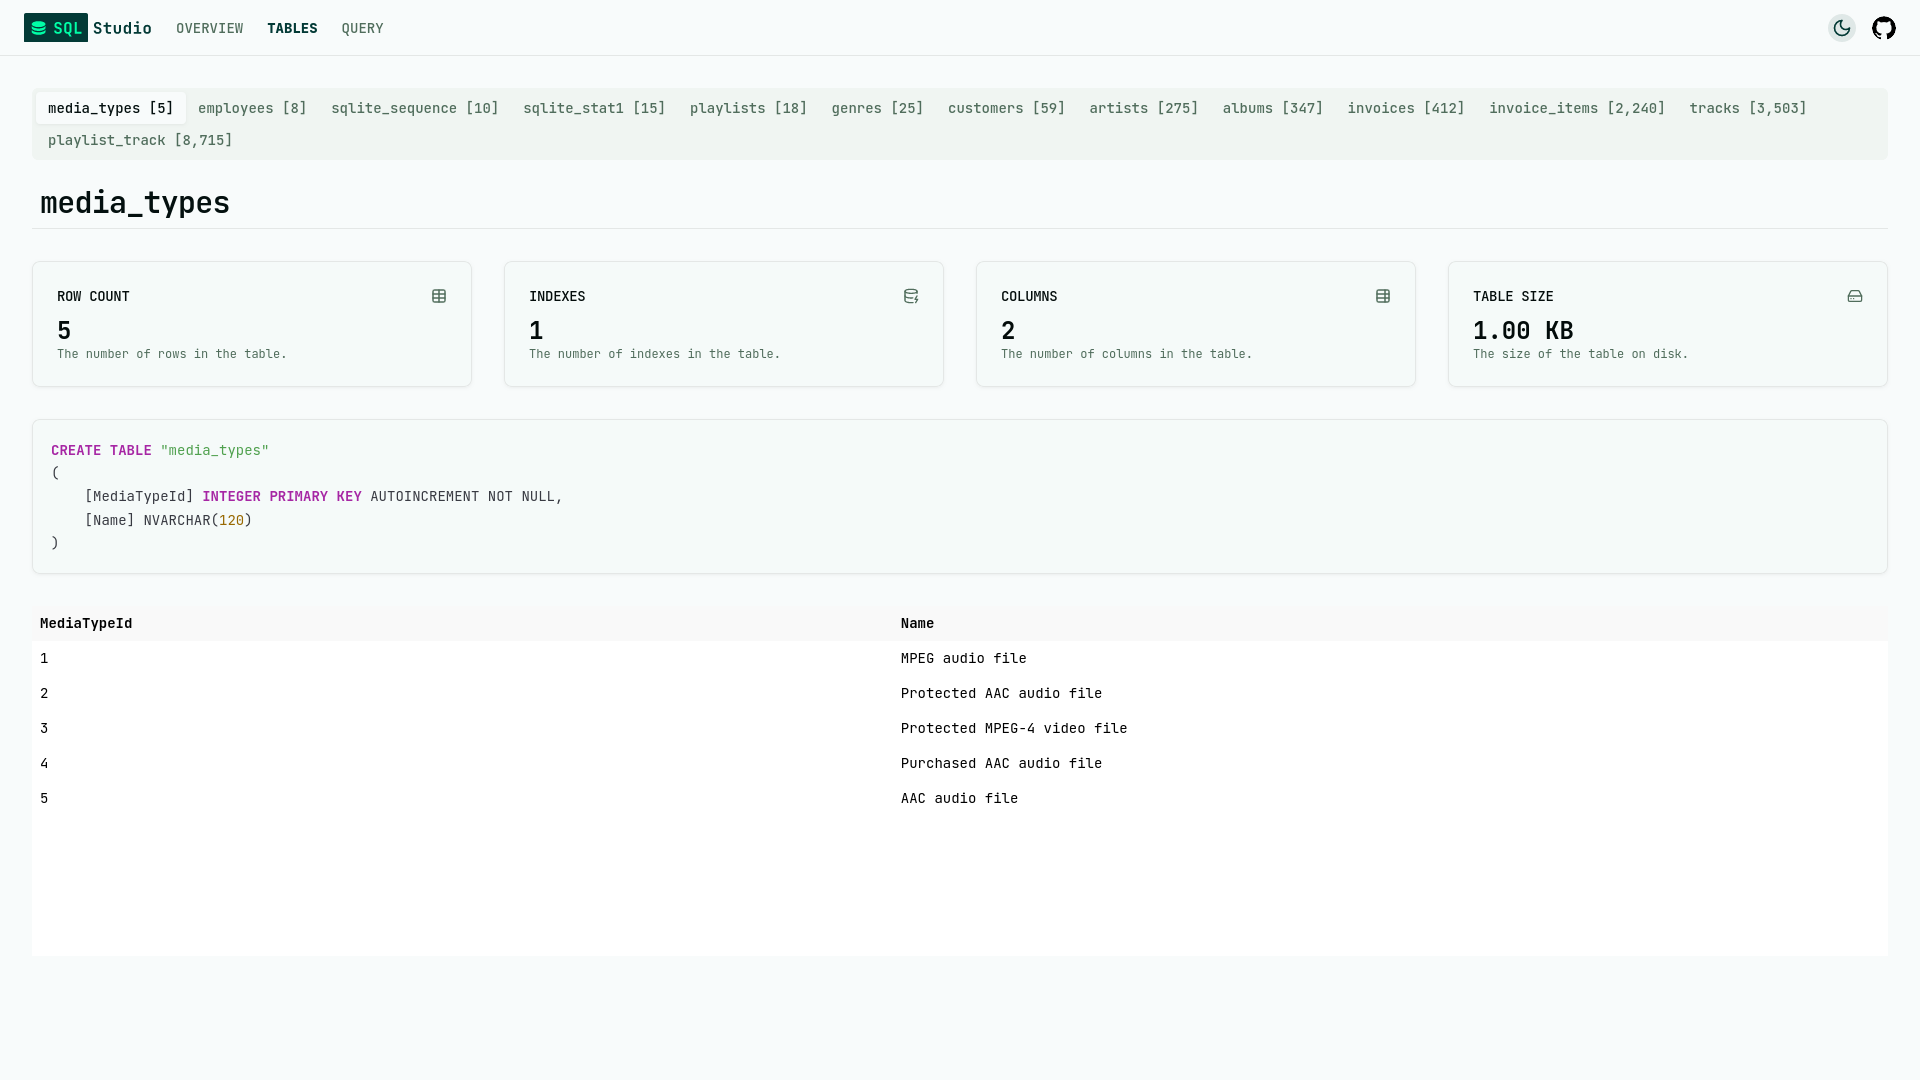 SQL Studio OVERVIEW TABLES QUERY
media_types [5] employees [8] sqlite_sequence [10] sqlite_stat1 [15] playlists [18] genres [25] customers [59] artists [275] albums [347] invoices [412] invoice_items [2,240] tracks [3,503]
playlist_track [8,715]
media_types
ROW COUNT
5
The number of rows in the table.
INDEXES
1
The number of indexes in the table.
COLUMNS
2
The number of columns in the table.
TABLE SIZE
1.00 KB
The size of the table on disk.
CREATE TABLE "media_types"
(
    [MediaTypeId] INTEGER PRIMARY KEY AUTOINCREMENT NOT NULL,
    [Name] NVARCHAR(120)
)
MediaTypeId Name
1 MPEG audio file
2 Protected AAC audio file
3 Protected MPEG-4 video file
4 Purchased AAC audio file
5 AAC audio file